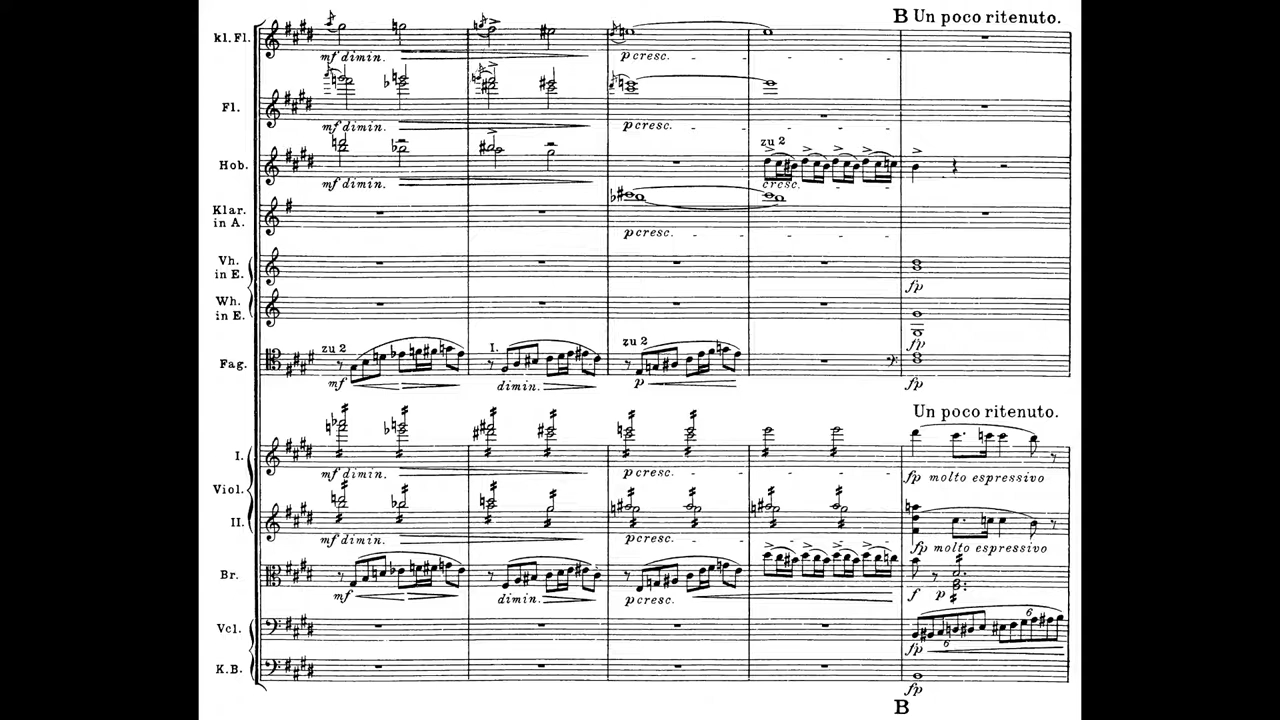 B Un poco ritenuto.
kl. Fl.
mf dimin.
p cresc.
Fl.
mf dimin.
p cresc.
zu 2
Hob.
mf dimin.
cresc.
Klar.
in A.
p cresc.
Vh.
in E.
fp
Wh.
in E.
fp
zu 2
I.
zu 2
Fag.
mf
dimin.
p
fp
Un poco ritenuto.
I.
mf dimin.
p cresc.
fp molto espressivo
Viol.
II.
mf dimin.
p cresc.
fp molto espressivo
Br.
mf
dimin.
p cresc.
f
p
6
Vcl.
6
fp
K.B.
fp
B